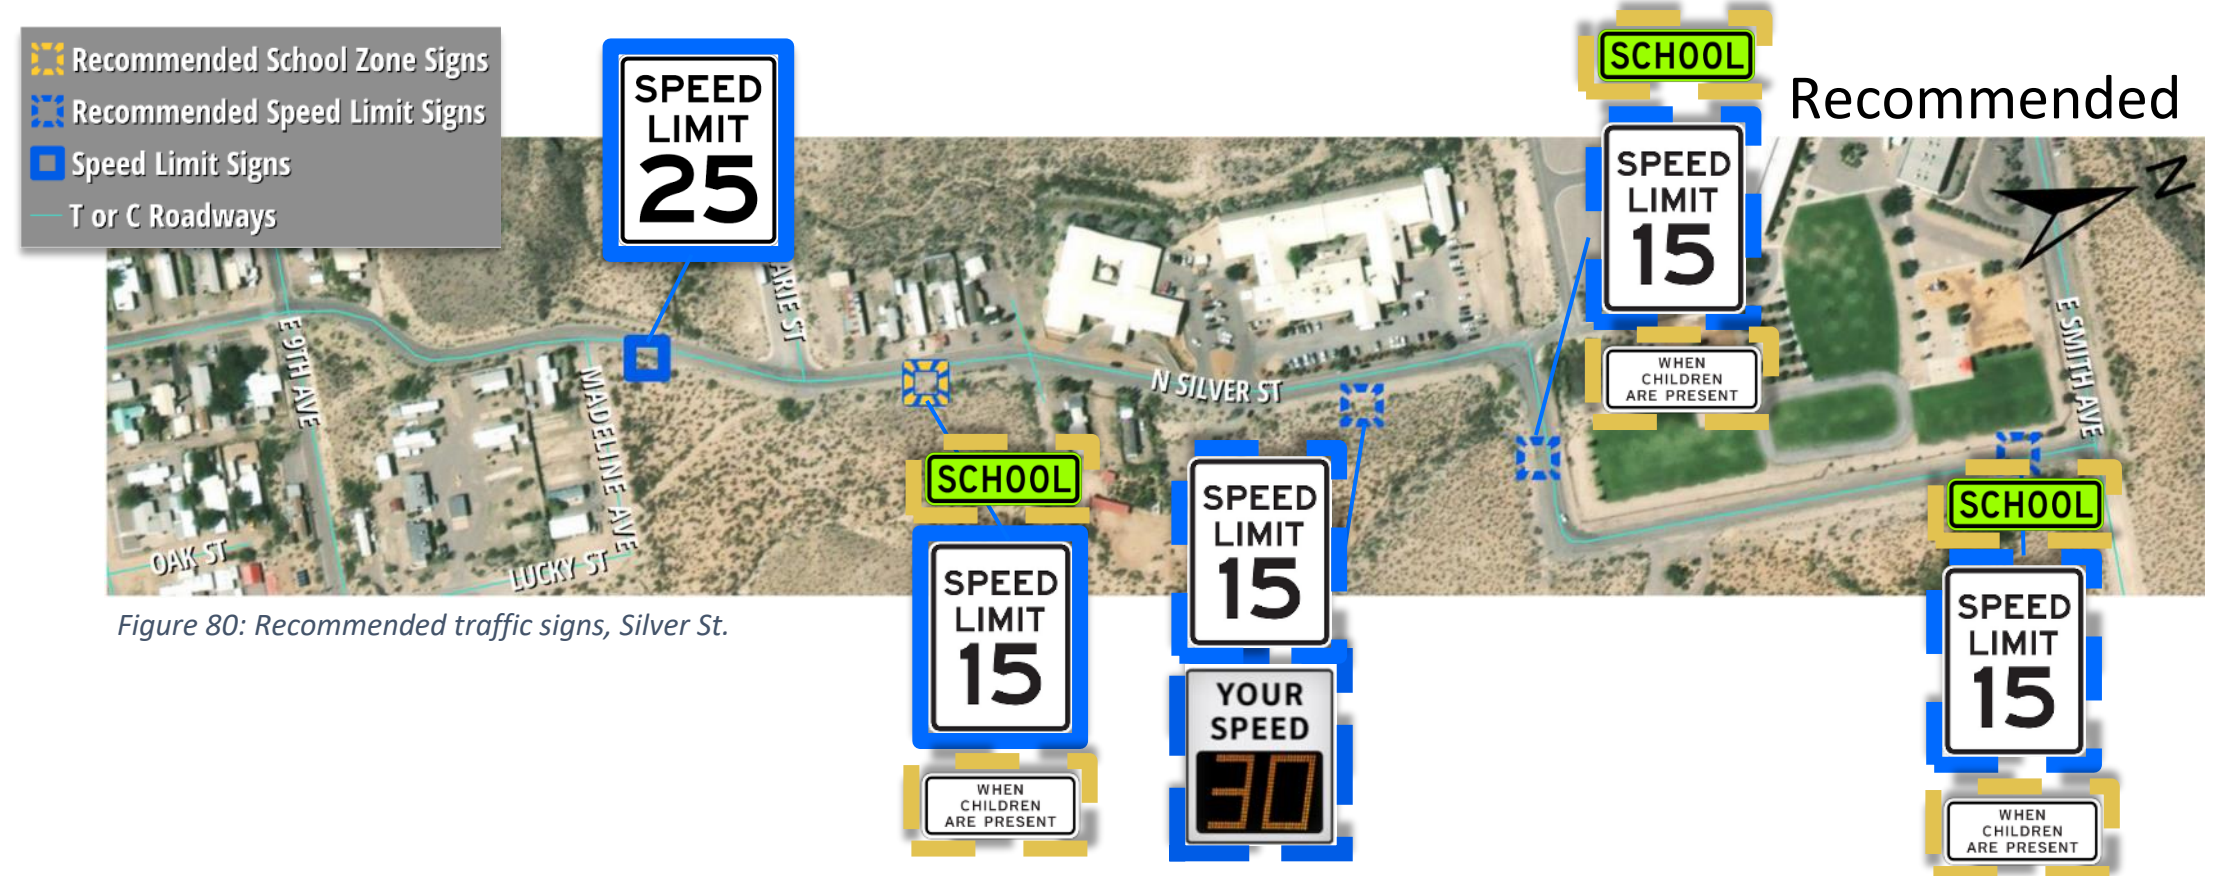 Recommended School Zone Signs
Recommended Speed Limit Signs
Speed Limit Signs
T or C Roadways
SPEED
LIMIT
25
SCHOOL
SPEED
LIMIT
15
WHEN
CHILDREN
ARE PRESENT
Recommended
N
E 9TH AVE
MADELINE AVE
ARIE ST
N SILVER ST
E SMITH AVE
OAK ST
LUCKY ST
SCHOOL
SPEED
LIMIT
15
WHEN
CHILDREN
ARE PRESENT
SPEED
LIMIT
15
YOUR
SPEED
30
SCHOOL
SPEED
LIMIT
15
WHEN
CHILDREN
ARE PRESENT
Figure 80: Recommended traffic signs, Silver St.